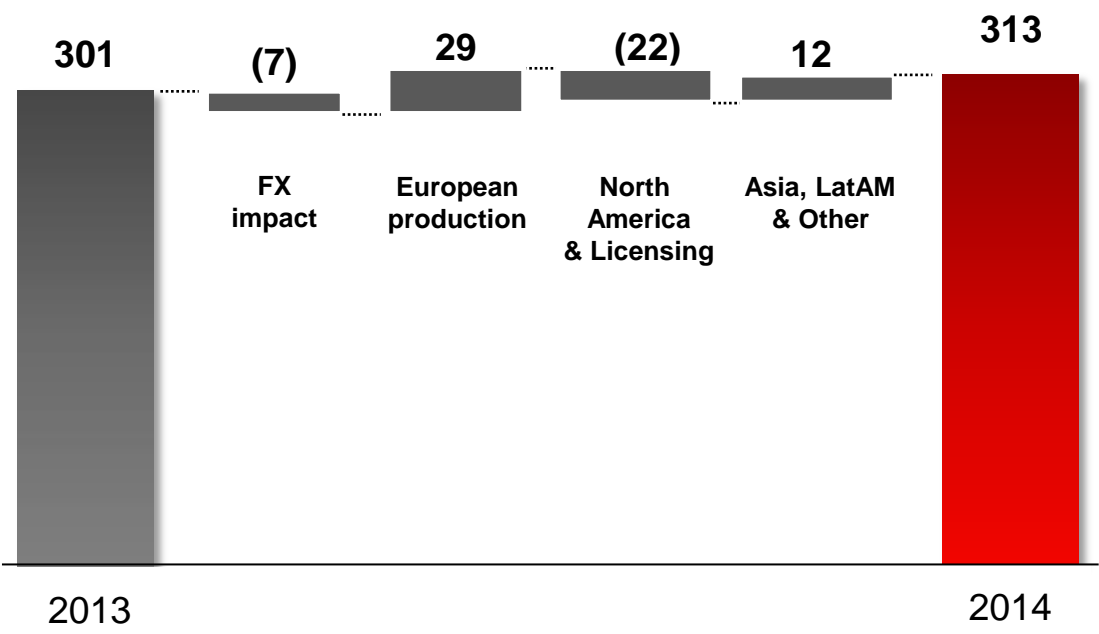 301
(7)
29
(22)
12
313
FX
impact
European
production
North
America
& Licensing
Asia, LatAM
& Other
2013
2014